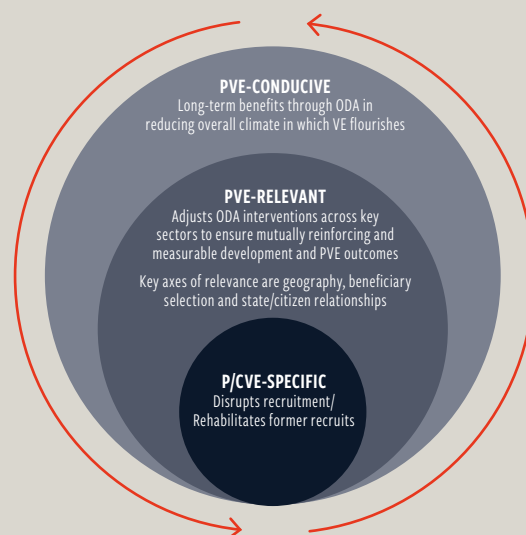 PVE-CONDUCIVE
Long-term benefits through ODA in
reducing overall climate in which VE flourishes
PVE-RELEVANT
Adjusts ODA interventions across key
sectors to ensure mutually reinforcing and
measurable development and PVE outcomes
Key axes of relevance are geography, beneficiary
selection and state/citizen relationships
P/CVE-SPECIFIC
Disrupts recruitment/
Rehabilitates former recruits